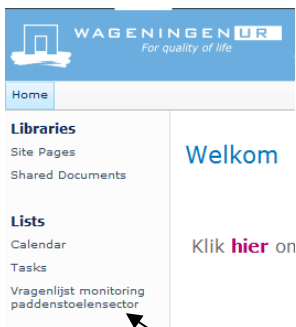 WAGENINGEN UR
For quality of life
Home
Libraries
Site Pages
Shared Documents
Lists
Calendar
Tasks
Vragenlijst monitoring
paddenstoelensector
Welkom
Klik hier om